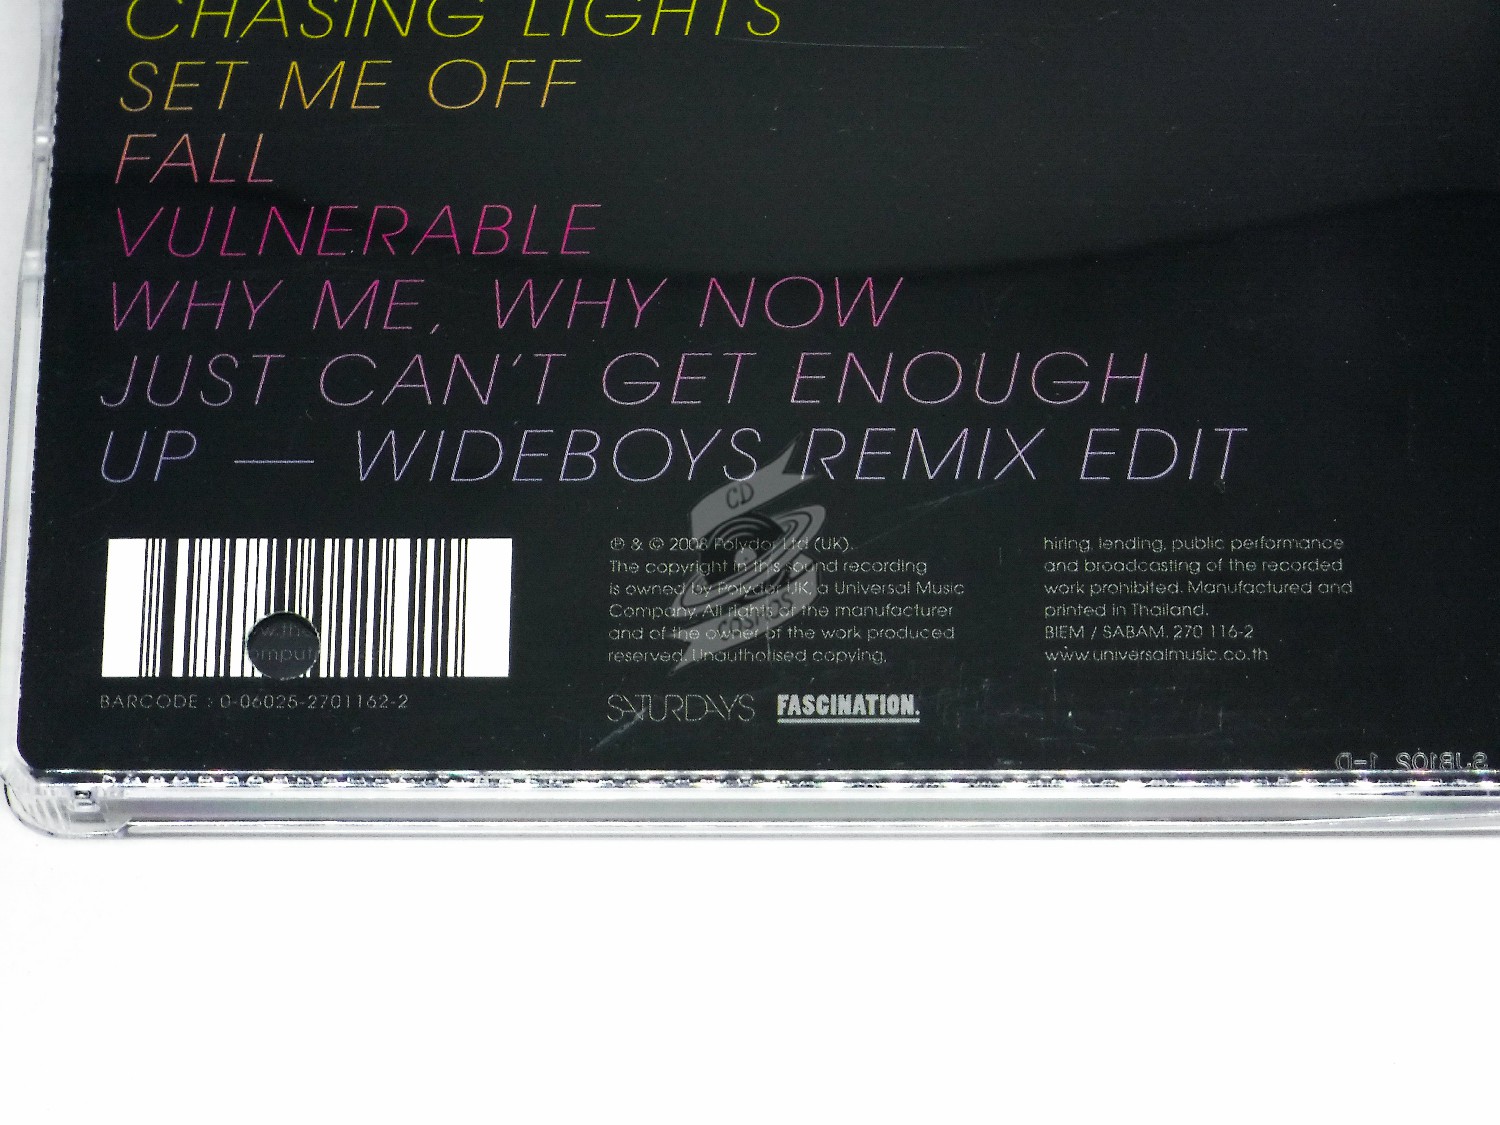 CHASING LIGHTS
SET ME OFF
FALL
VULNERABLE
WHY ME, WHY NOW
JUST CAN'T GET ENOUGH
UP — WIDEBOYS REMIX EDIT
CD
BARCODE : 0-06025-2701162-2
℗ & © 2008 Polydor Ltd (UK).
The copyright in this sound recording
is owned by Polydor UK, a Universal Music
Company. All rights of the manufacturer
and of the owner of the work produced
reserved. Unauthorised copying,
hiring, lending, public performance
and broadcasting of the recorded
work prohibited. Manufactured and
printed in Thailand.
BIEM / SABAM. 270 116-2
www.universalmusic.co.th
SATURDAYS
FASCINATION.